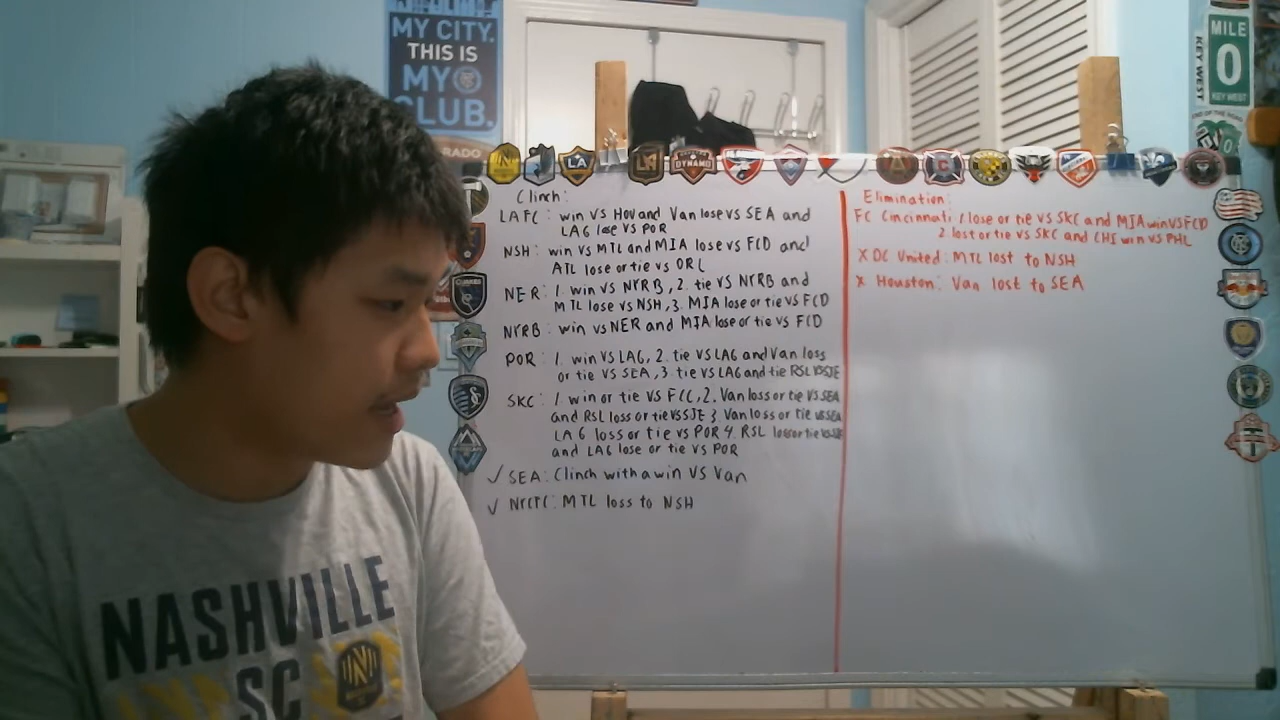 MY CITY.
THIS IS
MY
CLUB.
MILE
0
KEY WEST
KEY WEST
RADO
Clinch:
LAFC: win VS HOU and Van lose VS SEA and
LAG lose vs POR
NSH: win vs MTL and MIA lose vs FCD and
ATL lose or tie vs ORL
NER: 1. win VS NYRB, 2. tie VS NYRB and
MTL lose vs NSH, 3. MIA lose or tie VS FCD
NYRB: win vs NER and MIA lose or tie vs FCD
POR: 1. win VS LAG, 2. tie VS LAG and Van loss
or tie VS SEA, 3. tie VS LAG and tie RSL VS SJE
SKC: 1. win or tie VS FCC, 2. Van loss or tie VS SEA
and RSL loss or tie VS SJE 3. Van loss or tie vs SEA
LAG loss or tie vs POR 4. RSL loss or tie vs SJE
and LAG lose or tie vs POR
✓ SEA: Clinch with a win VS Van
✓ NYCFC: MTL loss to NSH
Elimination:
FC Cincinnati: 1. lose or tie vs SKC and MIA win VS FCD
2. lost or tie vs SKC and CHI win vs PHL
X DC United: MTL lost to NSH
X Houston: Van lost to SEA
NASHVILLE
SC